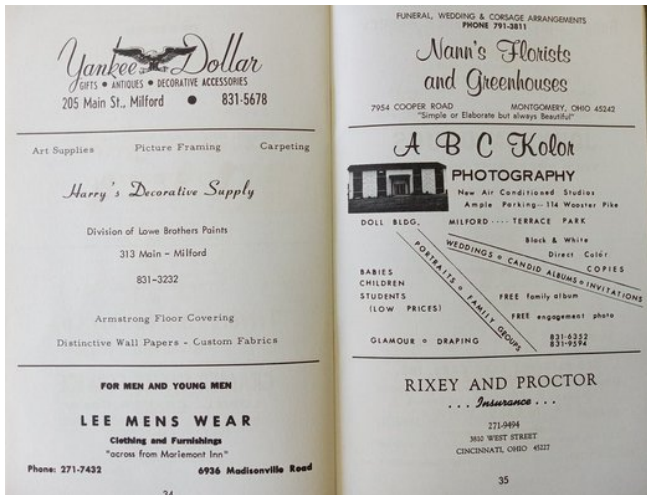 Yankee Dollar
GIFTS • ANTIQUES • DECORATIVE ACCESSORIES
205 Main St., Milford • 831-5678
Art Supplies Picture Framing Carpeting
Harry's Decorative Supply
Division of Lowe Brothers Paints
313 Main - Milford
831-3232
Armstrong Floor Covering
Distinctive Wall Papers - Custom Fabrics
FOR MEN AND YOUNG MEN
LEE MENS WEAR
Clothing and Furnishings
"across from Mariemont Inn"
Phone: 271-7432 6936 Madisonville Road
34
FUNERAL, WEDDING & CORSAGE ARRANGEMENTS
PHONE 791-3811
Nann's Florists
and Greenhouses
7954 COOPER ROAD MONTGOMERY, OHIO 45242
"Simple or Elaborate but always Beautiful"
A B C Kolor
PHOTOGRAPHY
New Air Conditioned Studios
Ample Parking-- 114 Wooster Pike
DOLL BLDG. MILFORD .... TERRACE PARK
Black & White
Direct Color
COPIES
WEDDINGS o CANDID ALBUMS o INVITATIONS
PORTRAITS o FAMILY GROUPS
BABIES
CHILDREN
STUDENTS
(LOW PRICES)
FREE family album
FREE engagement photo
GLAMOUR o DRAPING
831-6352
831-9594
RIXEY AND PROCTOR
... Insurance ...
271-9494
3810 WEST STREET
CINCINNATI, OHIO 45227
35